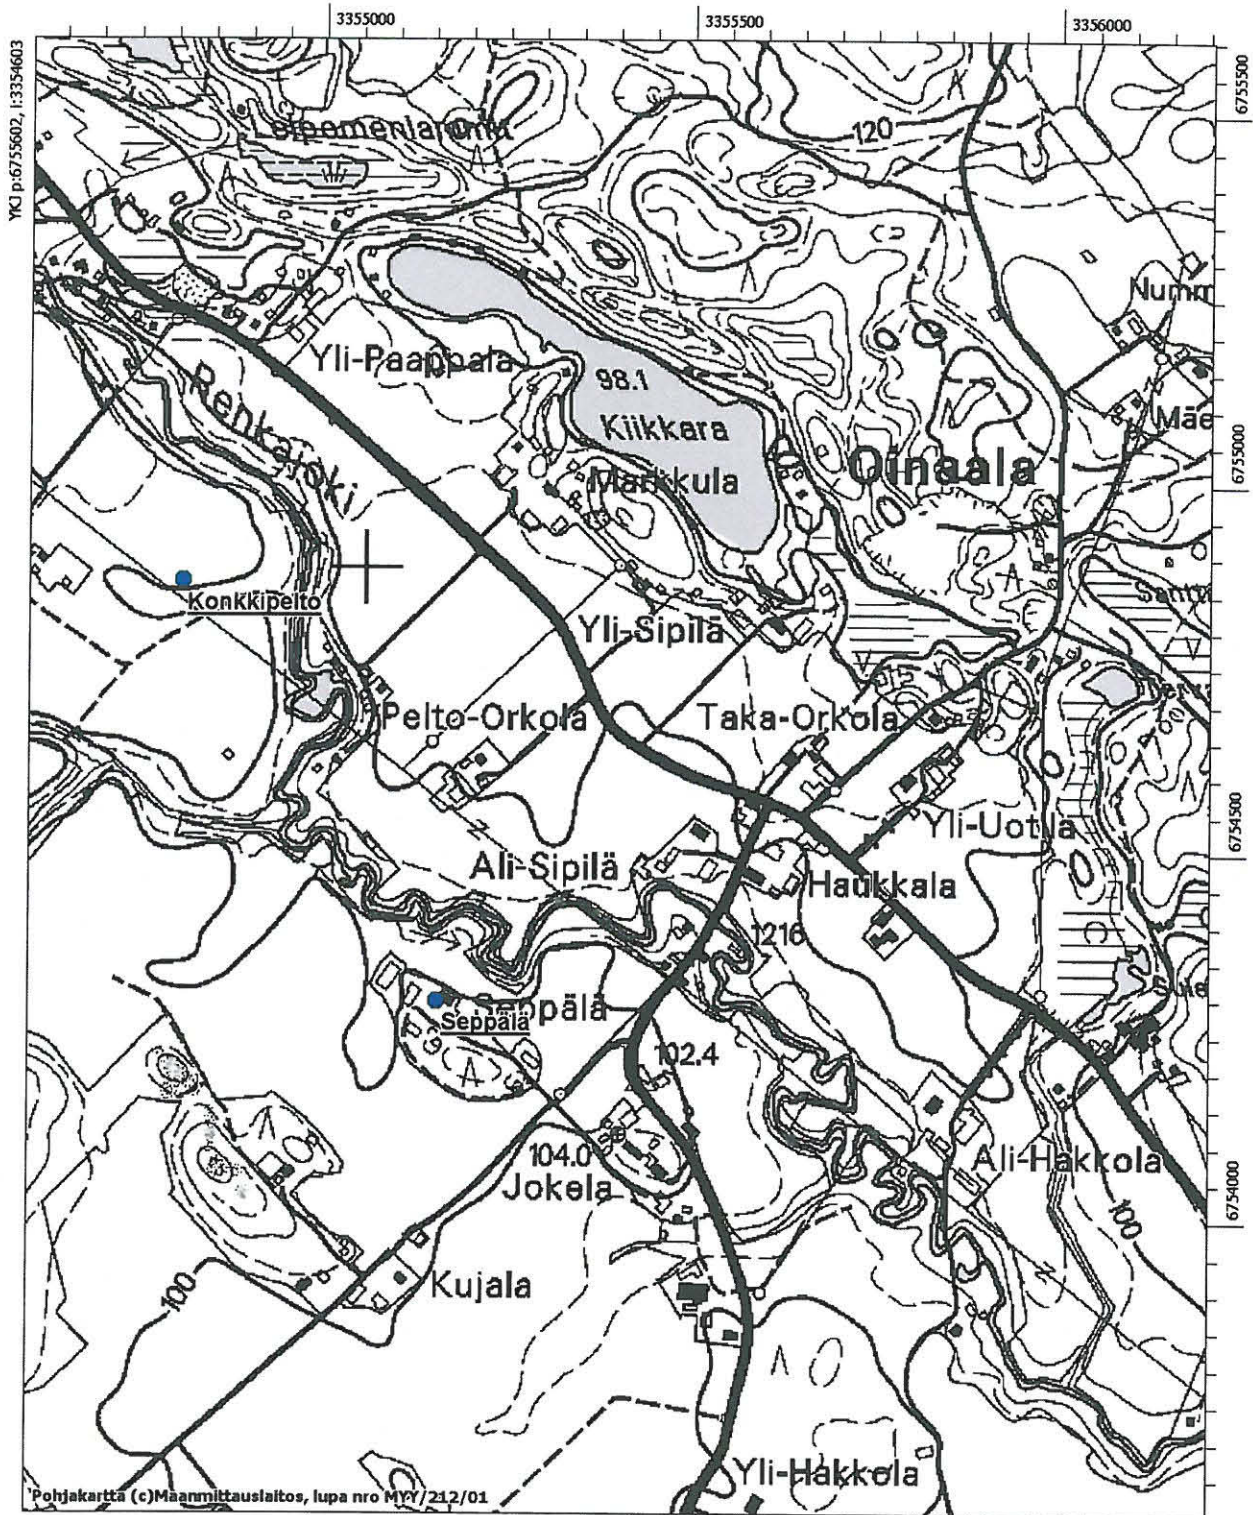 3355000
3355500
3356000
YKJ p:6755602, I:3354603
6755500
120
Yli-Paappala
98.1
Kiikkara
Markkula
Renkajoki
Oinaala
6755000
Konkkipelto
Yli-Sipilä
Pelto-Orkola
Taka-Orkola
Yli-Uotila
6754500
Ali-Sipilä
Haukkala
1216
Seppälä
Seppälä
102.4
104.0
Jokela
Ali-Hakkola
6754000
100
100
Kujala
Yli-Hakkola
Pohjakartta (c)Maanmittauslaitos, lupa nro MYY/212/01